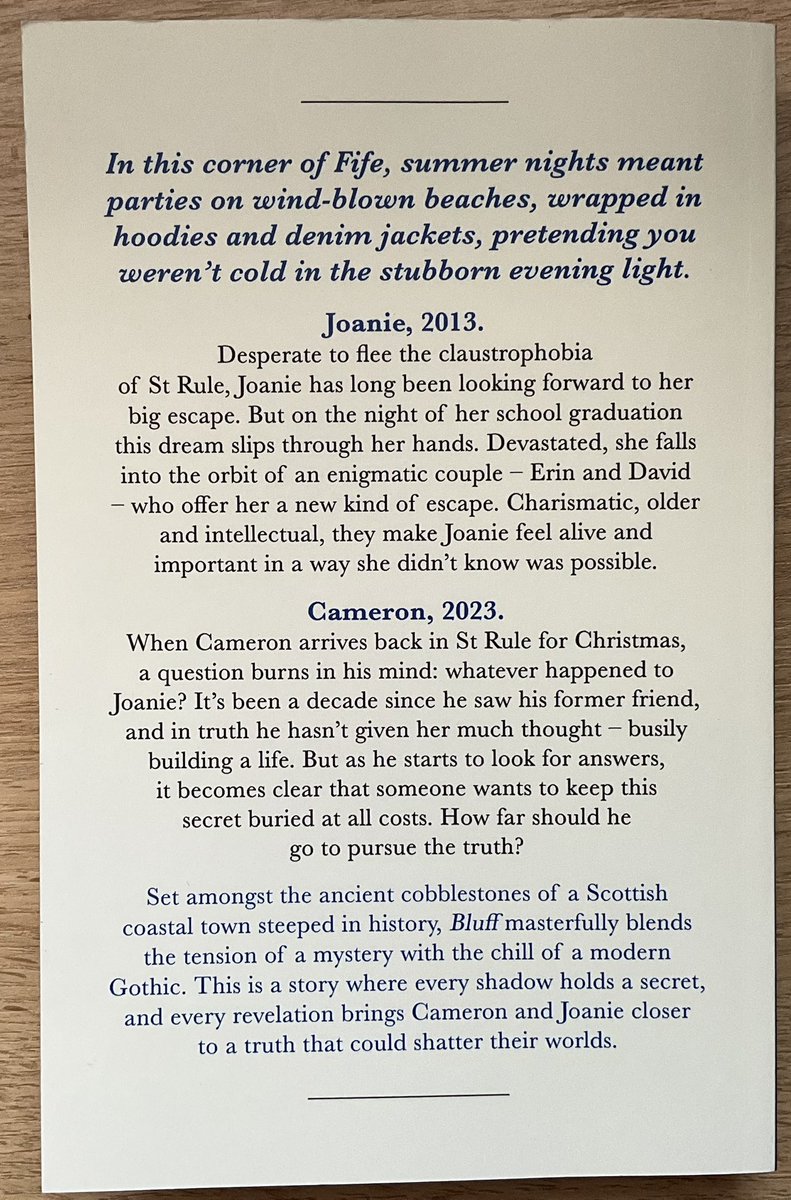 In this corner of Fife, summer nights meant
parties on wind-blown beaches, wrapped in
hoodies and denim jackets, pretending you
weren’t cold in the stubborn evening light.
Joanie, 2013.
Desperate to flee the claustrophobia
of St Rule, Joanie has long been looking forward to her
big escape. But on the night of her school graduation
this dream slips through her hands. Devastated, she falls
into the orbit of an enigmatic couple – Erin and David
– who offer her a new kind of escape. Charismatic, older
and intellectual, they make Joanie feel alive and
important in a way she didn’t know was possible.
Cameron, 2023.
When Cameron arrives back in St Rule for Christmas,
a question burns in his mind: whatever happened to
Joanie? It’s been a decade since he saw his former friend,
and in truth he hasn’t given her much thought – busily
building a life. But as he starts to look for answers,
it becomes clear that someone wants to keep this
secret buried at all costs. How far should he
go to pursue the truth?
Set amongst the ancient cobblestones of a Scottish
coastal town steeped in history, Bluff masterfully blends
the tension of a mystery with the chill of a modern
Gothic. This is a story where every shadow holds a secret,
and every revelation brings Cameron and Joanie closer
to a truth that could shatter their worlds.